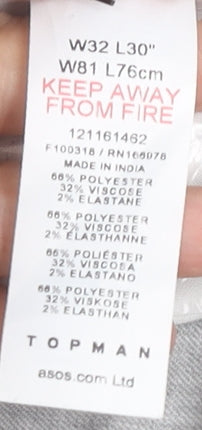 W32 L30"
W81 L76cm
KEEP AWAY
FROM FIRE
121161462
F100318 / RN166078
MADE IN INDIA
66% POLYESTER
32% VISCOSE
2% ELASTANE
66% POLYESTER
32% VISCOSE
2% ELASTHANNE
66% POLIÉSTER
32% VISCOSA
2% ELASTANO
66% POLYESTER
32% VISKOSE
2% ELASTHAN
TOPMAN
asos.com Ltd